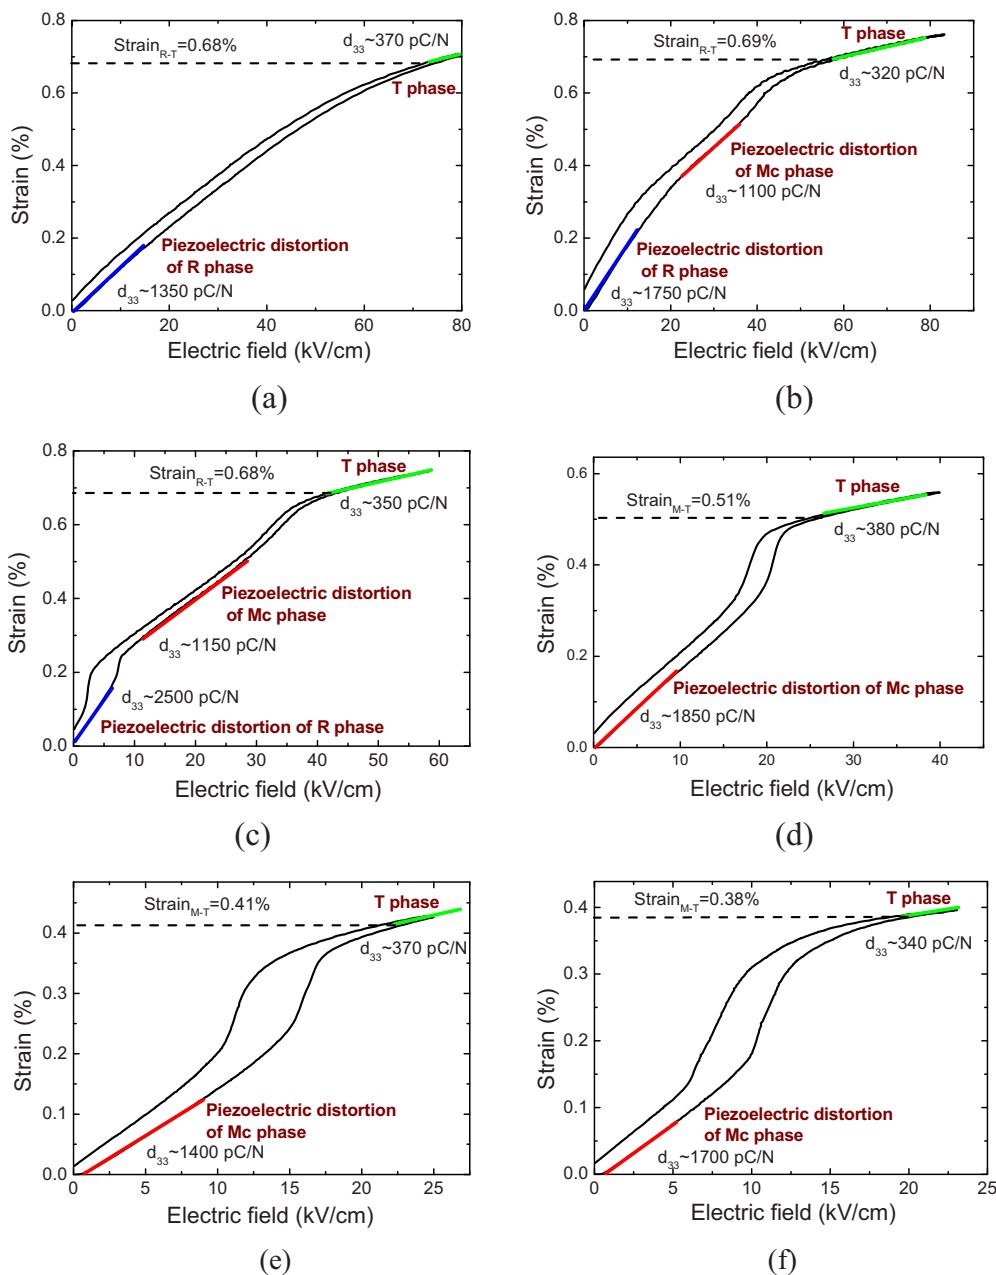 0.8
0.6
0.4
0.2
0.0
Strain (%)
Strain_R-T=0.68%
d33~370 pC/N
T phase
Piezoelectric distortion
of R phase
d33~1350 pC/N
0 20 40 60 80
Electric field (kV/cm)
(a)
0.8
0.6
0.4
0.2
0.0
Strain (%)
Strain_R-T=0.69%
T phase
d33~320 pC/N
Piezoelectric distortion
of Mc phase
d33~1100 pC/N
Piezoelectric distortion
of R phase
d33~1750 pC/N
0 20 40 60 80
Electric field (kV/cm)
(b)
0.8
0.6
0.4
0.2
0.0
Strain (%)
Strain_R-T=0.68%
T phase
d33~350 pC/N
Piezoelectric distortion
of Mc phase
d33~1150 pC/N
d33~2500 pC/N
Piezoelectric distortion of R phase
0 10 20 30 40 50 60
Electric field (kV/cm)
(c)
0.6
0.4
0.2
0.0
Strain (%)
Strain_M-T=0.51%
T phase
d33~380 pC/N
Piezoelectric distortion of Mc phase
d33~1850 pC/N
0 10 20 30 40
Electric field (kV/cm)
(d)
0.4
0.3
0.2
0.1
0.0
Strain (%)
Strain_M-T=0.41%
T phase
d33~370 pC/N
Piezoelectric distortion
of Mc phase
d33~1400 pC/N
0 5 10 15 20 25
Electric field (kV/cm)
(e)
0.4
0.3
0.2
0.1
0.0
Strain (%)
Strain_M-T=0.38%
T phase
d33~340 pC/N
Piezoelectric distortion
of Mc phase
d33~1700 pC/N
0 5 10 15 20 25
Electric field (kV/cm)
(f)